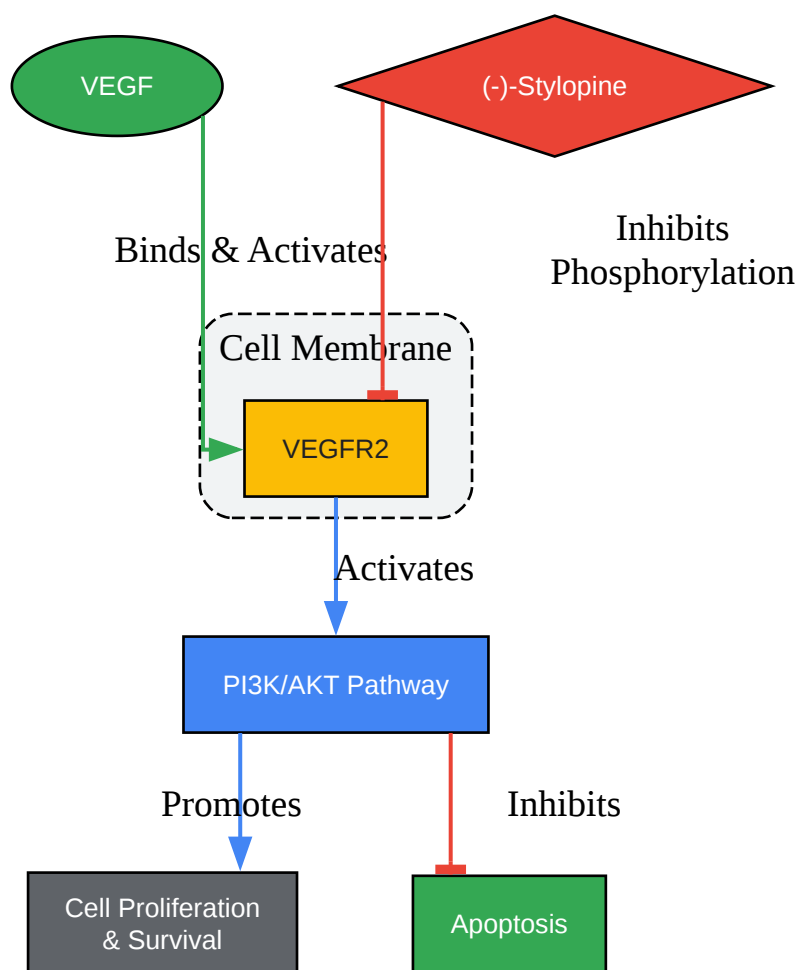 VEGF
(-)-Stylopine
Binds & Activates
Inhibits
Phosphorylation
Cell Membrane
VEGFR2
Activates
PI3K/AKT Pathway
Promotes
Inhibits
Cell Proliferation
& Survival
Apoptosis